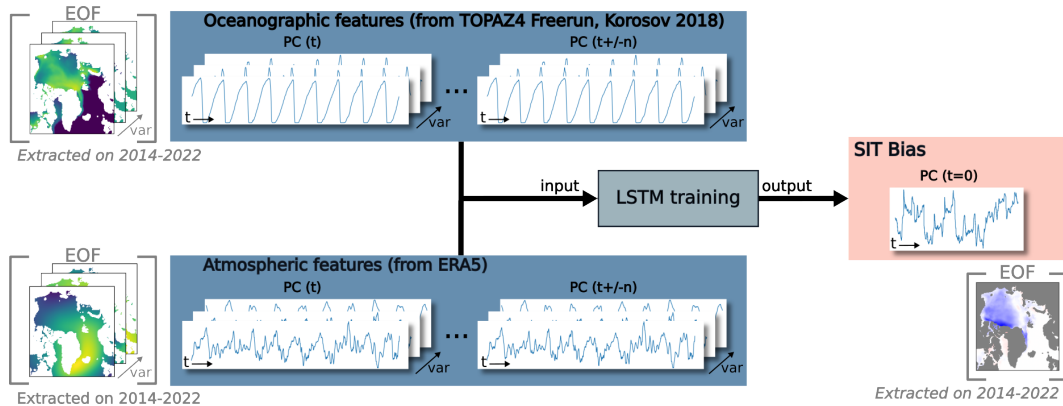 EOF
var
Extracted on 2014-2022
Oceanographic features (from TOPAZ4 Freerun, Korosov 2018)
PC (t)
PC (t+/-n)
t
...
t
var
var
input
LSTM training
output
SIT Bias
PC (t=0)
t
EOF
Extracted on 2014-2022
EOF
var
Extracted on 2014-2022
Atmospheric features (from ERA5)
PC (t)
PC (t+/-n)
t
...
t
var
var